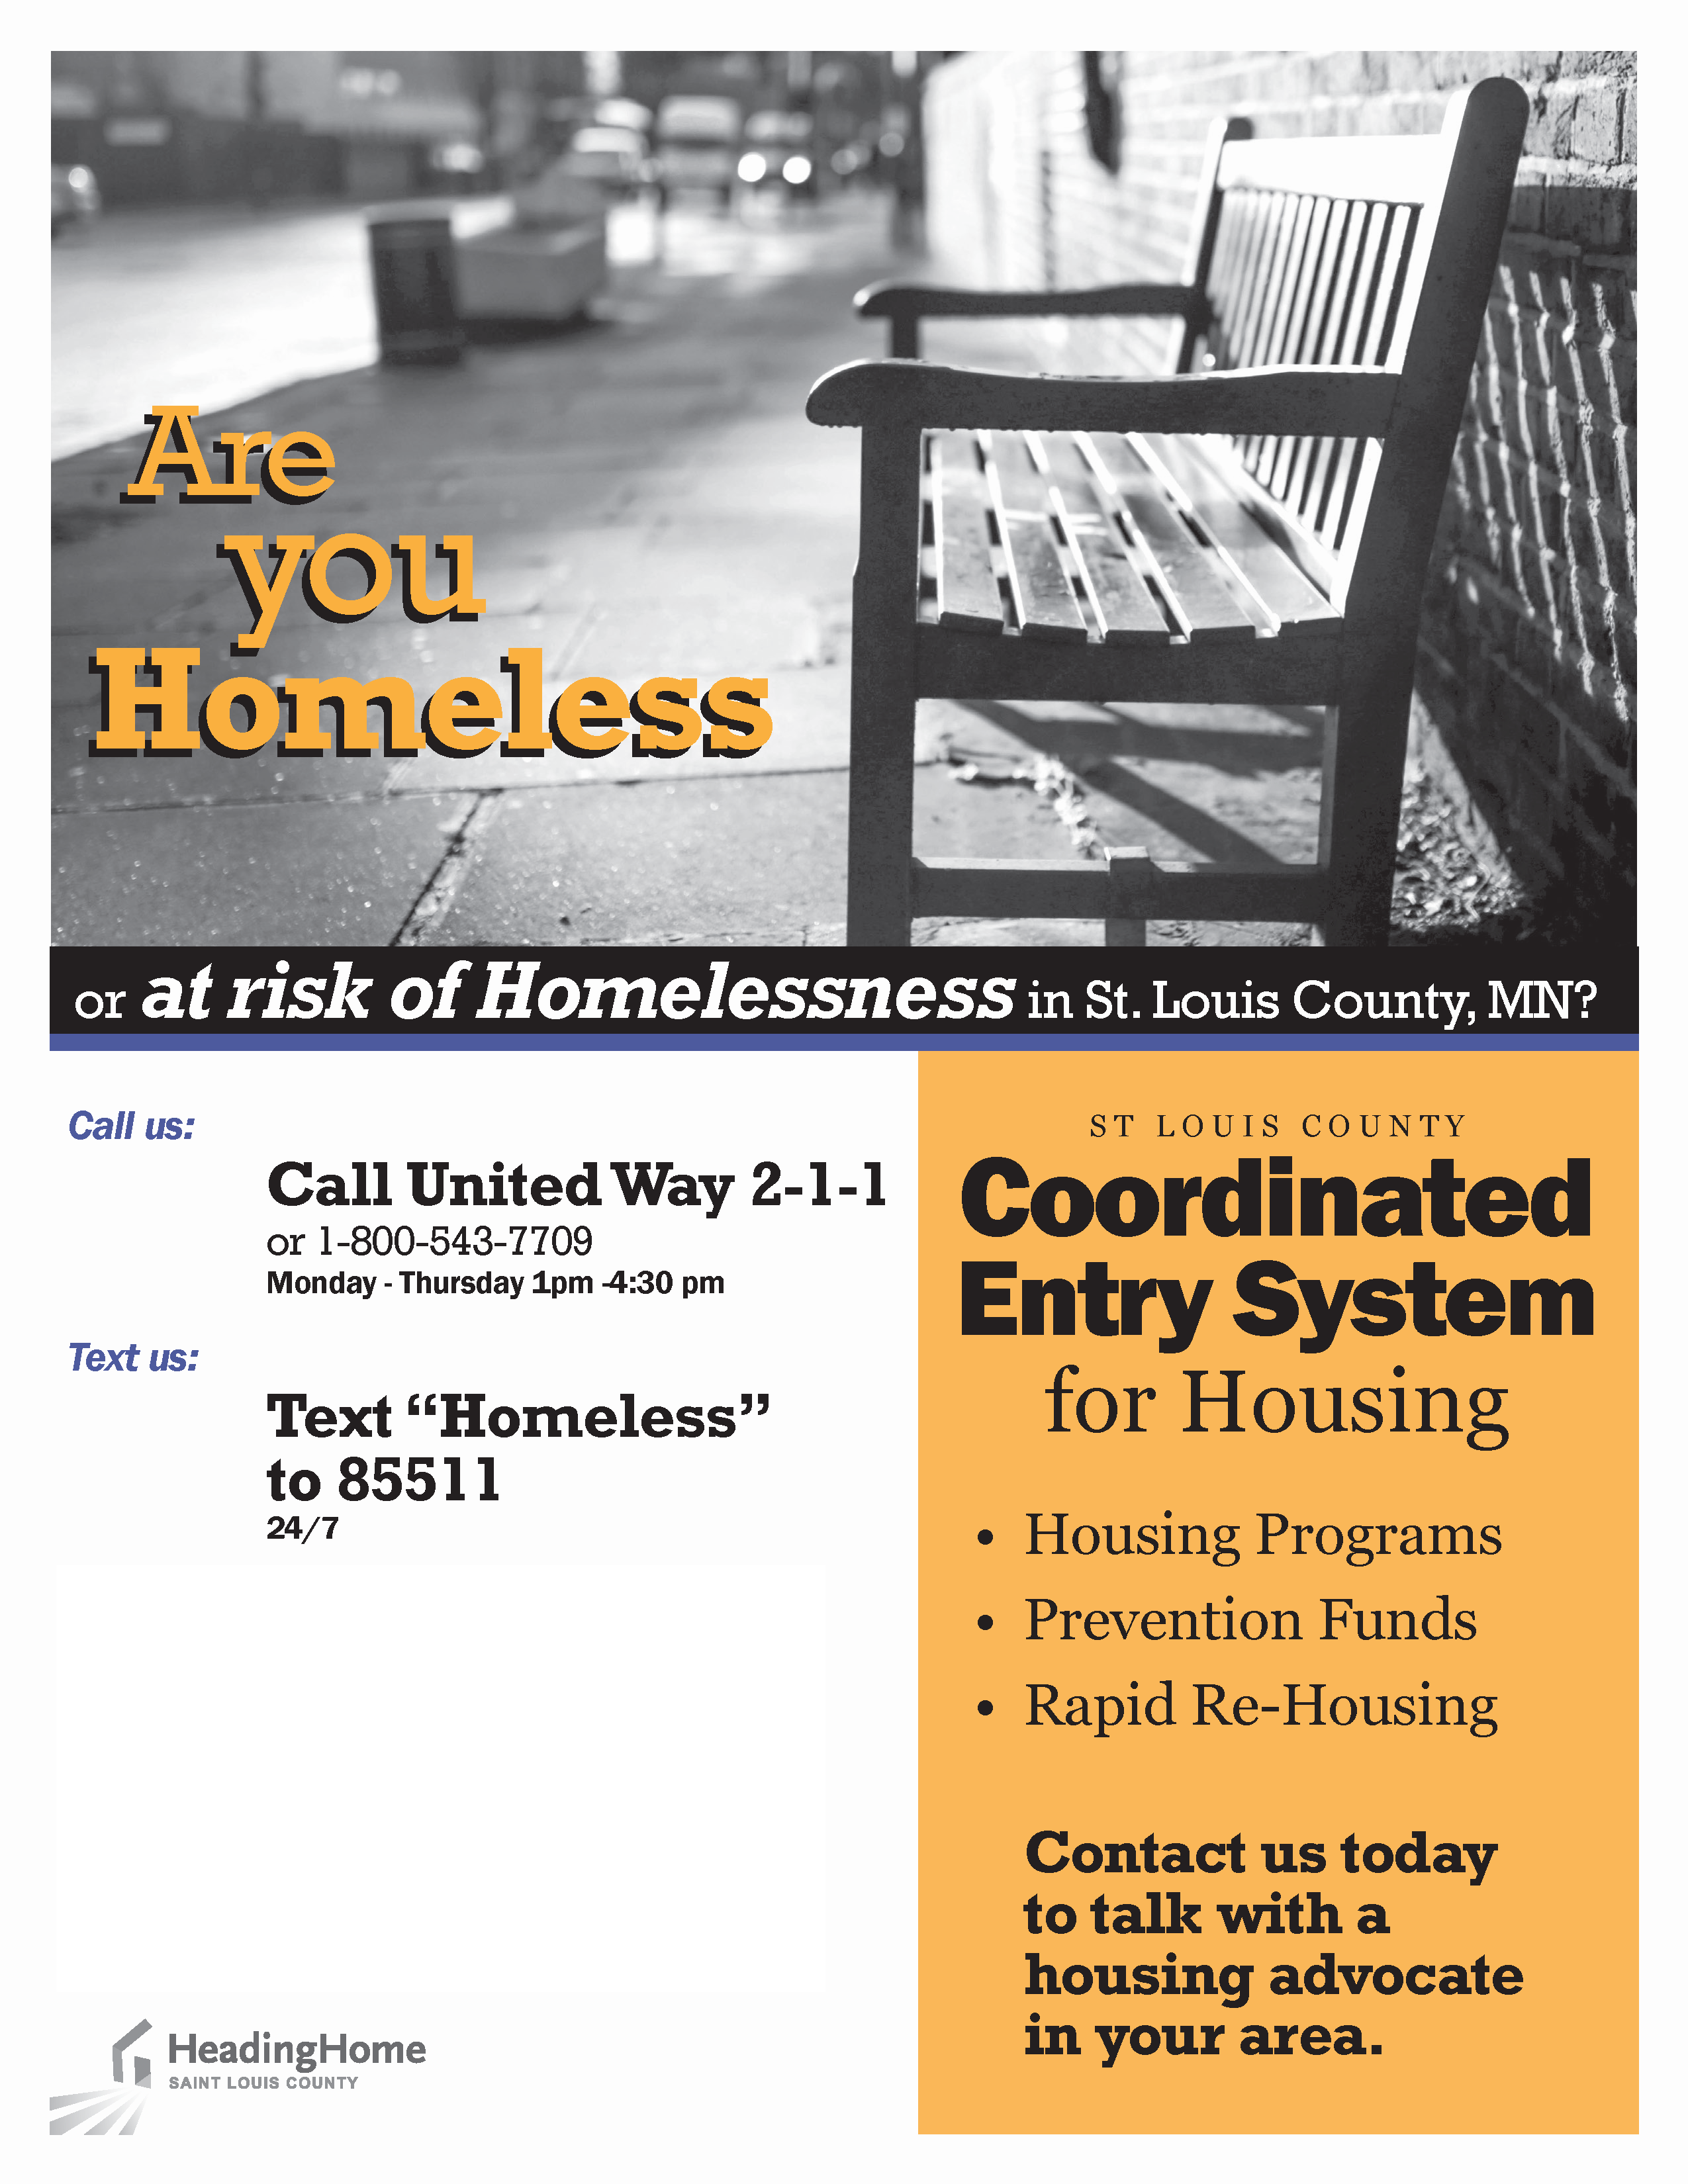 Are
you
Homeless
or at risk of Homelessness in St. Louis County, MN?
Call us:
Call United Way 2-1-1
or 1-800-543-7709
Monday - Thursday 1pm -4:30 pm
Text us:
Text “Homeless”
to 85511
24/7
HeadingHome
SAINT LOUIS COUNTY
ST LOUIS COUNTY
Coordinated
Entry System
for Housing
• Housing Programs
• Prevention Funds
• Rapid Re-Housing
Contact us today
to talk with a
housing advocate
in your area.